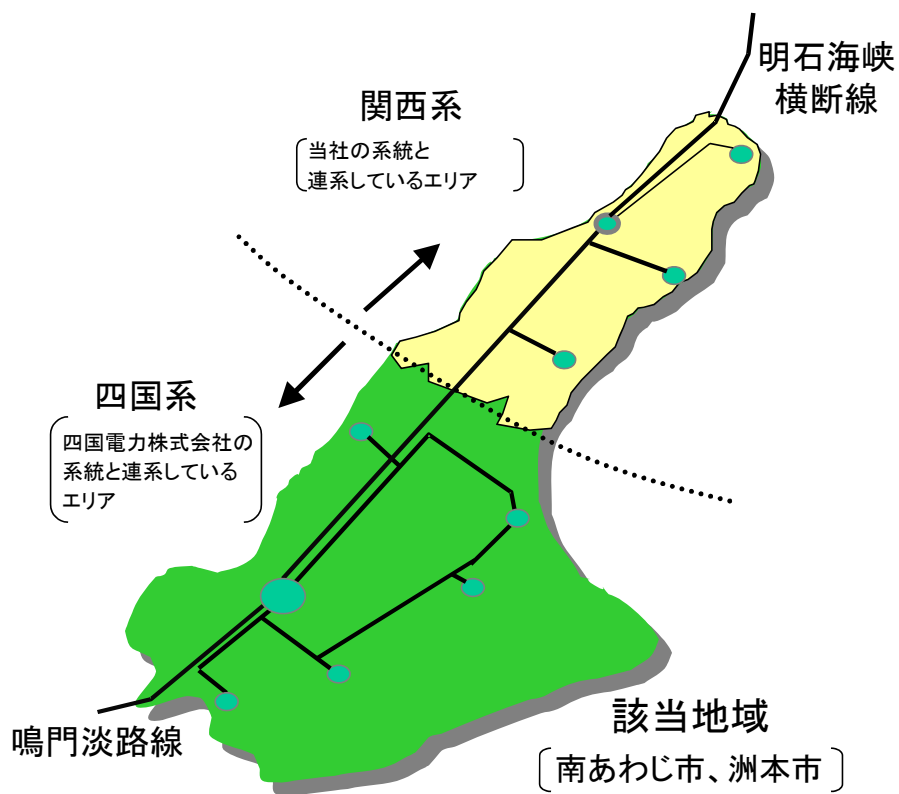 明石海峡
横断線
関西系
当社の系統と
連系しているエリア
四国系
四国電力株式会社の
系統と連系している
エリア
鳴門淡路線
該当地域
南あわじ市、洲本市